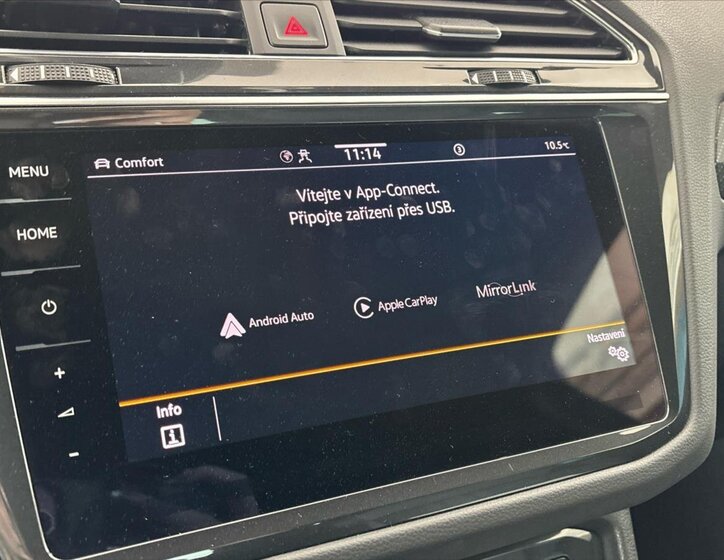 MENU
Comfort
11:14
3
10.5°C
Vítejte v App-Connect.
Připojte zařízení přes USB.
HOME
Android Auto
Apple CarPlay
MirrorLink
Nastavení
+
-
Info
i